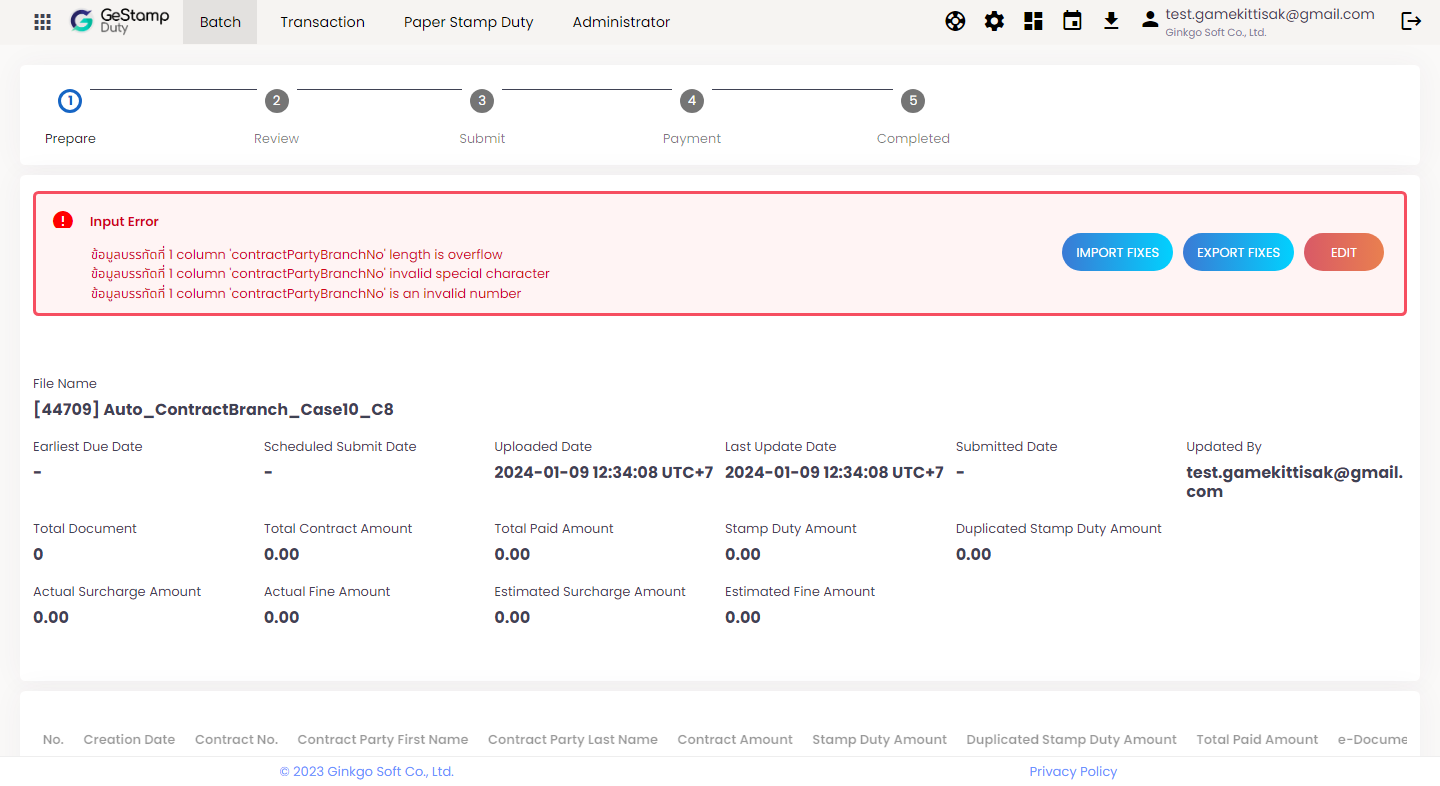 GeStamp
Duty
Batch
Transaction
Paper Stamp Duty
Administrator
test.gamekittisak@gmail.com
Ginkgo Soft Co., Ltd.
1
2
3
4
5
Prepare
Review
Submit
Payment
Completed
Input Error
ข้อมูลบรรทัดที่ 1 column 'contractPartyBranchNo' length is overflow
ข้อมูลบรรทัดที่ 1 column 'contractPartyBranchNo' invalid special character
ข้อมูลบรรทัดที่ 1 column 'contractPartyBranchNo' is an invalid number
IMPORT FIXES
EXPORT FIXES
EDIT
File Name
[44709] Auto_ContractBranch_Case10_C8
Earliest Due Date
-
Scheduled Submit Date
-
Uploaded Date
2024-01-09 12:34:08 UTC+7
Last Update Date
2024-01-09 12:34:08 UTC+7
Submitted Date
-
Updated By
test.gamekittisak@gmail.
com
Total Document
0
Total Contract Amount
0.00
Total Paid Amount
0.00
Stamp Duty Amount
0.00
Duplicated Stamp Duty Amount
0.00
Actual Surcharge Amount
0.00
Actual Fine Amount
0.00
Estimated Surcharge Amount
0.00
Estimated Fine Amount
0.00
No. Creation Date Contract No. Contract Party First Name Contract Party Last Name Contract Amount Stamp Duty Amount Duplicated Stamp Duty Amount Total Paid Amount e-Docume
© 2023 Ginkgo Soft Co., Ltd.
Privacy Policy